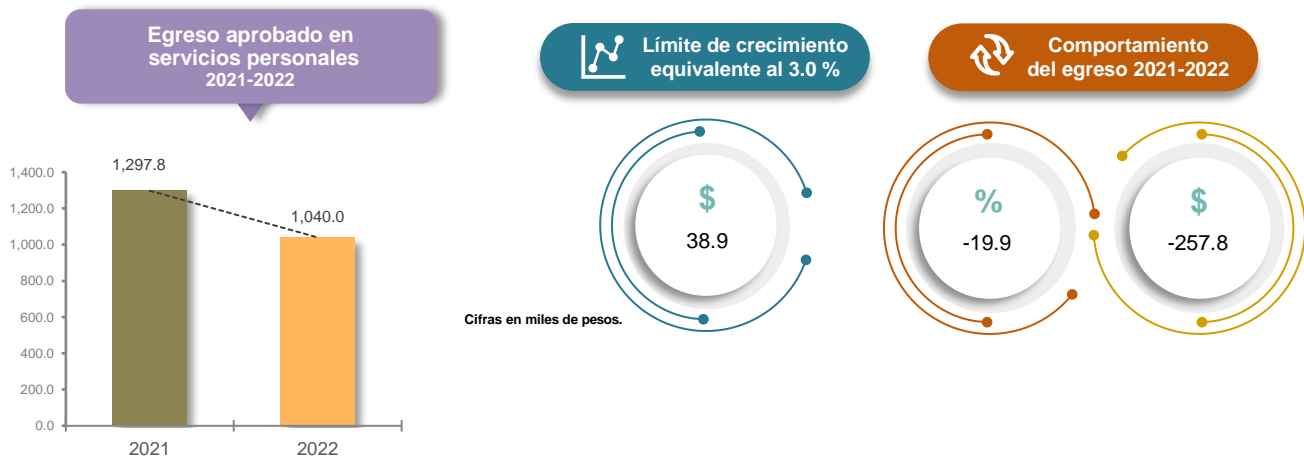 Egreso aprobado en
servicios personales
2021-2022
Límite de crecimiento
equivalente al 3.0 %
Comportamiento
del egreso 2021-2022
1,400.0
1,200.0
1,000.0
800.0
600.0
400.0
200.0
0.0
1,297.8
1,040.0
2021
2022
$
38.9
%
-19.9
$
-257.8
Cifras en miles de pesos.